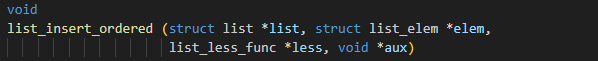 void
list_insert_ordered (struct list *list, struct list_elem *elem,
list_less_func *less, void *aux)